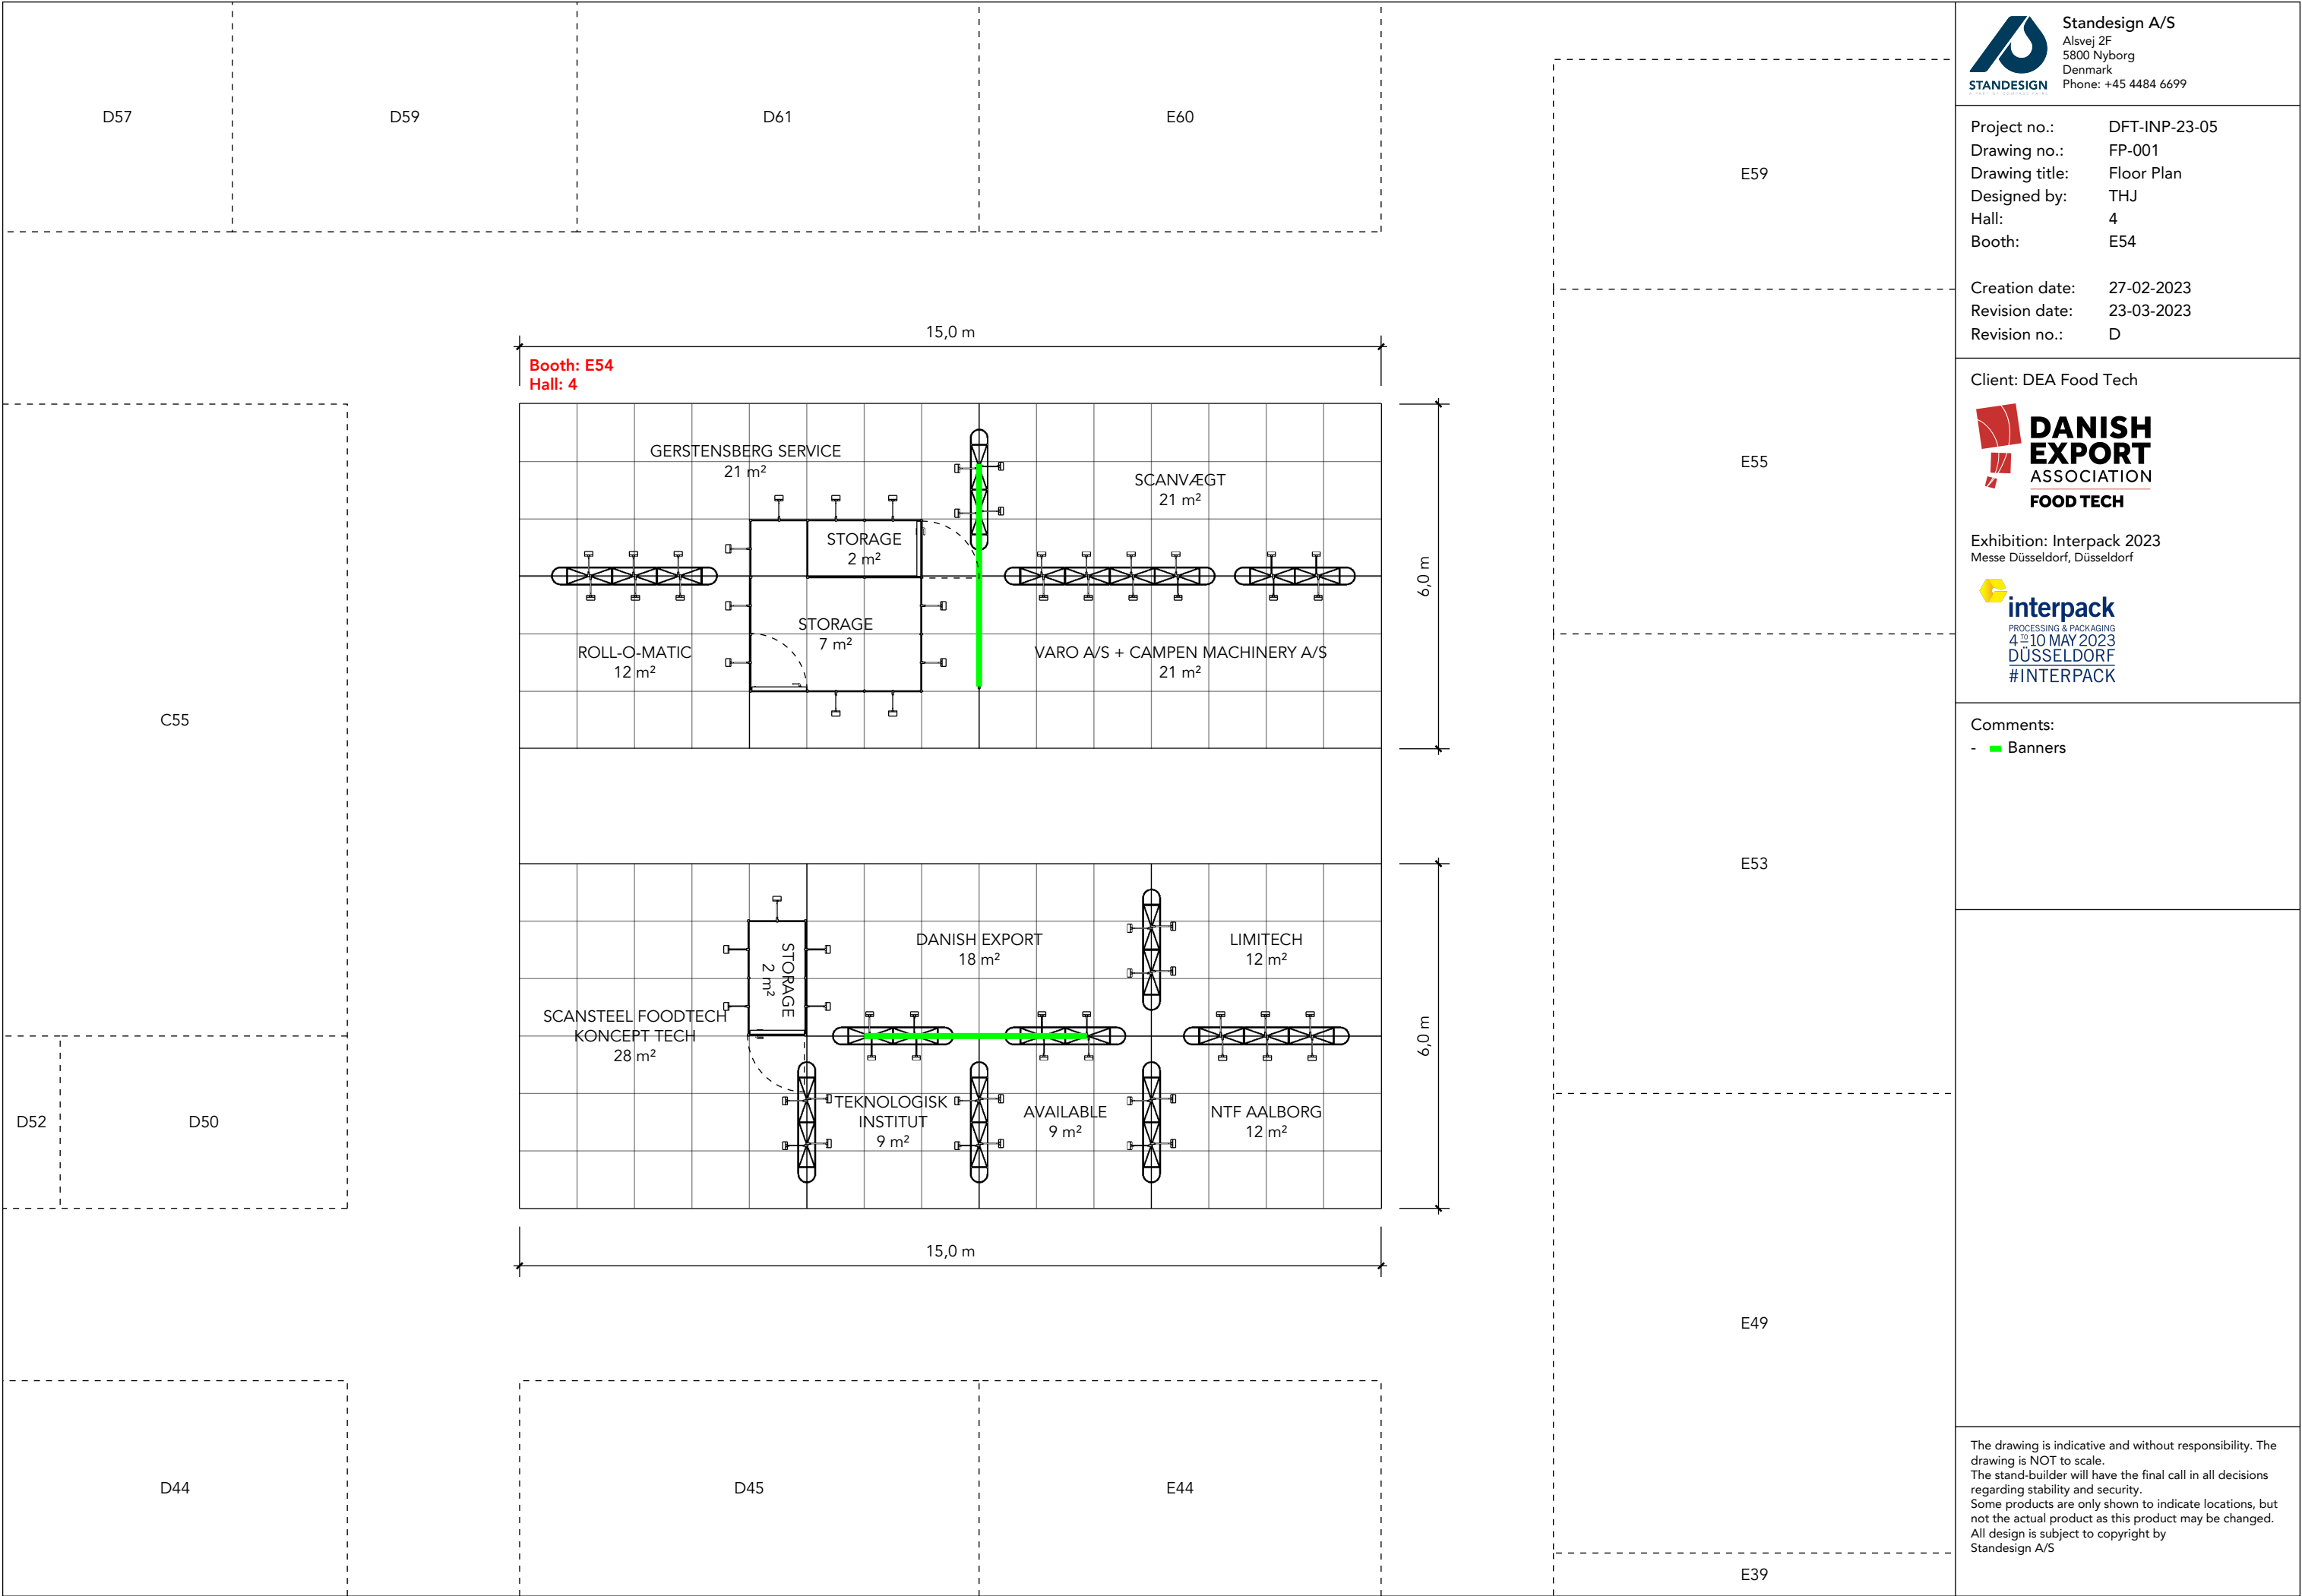 D57
D59
D61
E60
E59
E55
E53
E49
E39
C55
D52
D50
D44
D45
E44
15,0 m
Booth: E54
Hall: 4
GERSTENSBERG SERVICE
21 m²
SCANVÆGT
21 m²
STORAGE
2 m²
STORAGE
7 m²
ROLL-O-MATIC
12 m²
VARO A/S + CAMPEN MACHINERY A/S
21 m²
6,0 m
STORAGE
2 m²
DANISH EXPORT
18 m²
LIMITECH
12 m²
SCANSTEEL FOODTECH
KONCEPT TECH
28 m²
TEKNOLOGISK
INSTITUT
9 m²
AVAILABLE
9 m²
NTF AALBORG
12 m²
6,0 m
15,0 m
STANDESIGN
Standesign A/S
Alsvej 2F
5800 Nyborg
Denmark
Phone: +45 4484 6699
Project no.: DFT-INP-23-05
Drawing no.: FP-001
Drawing title: Floor Plan
Designed by: THJ
Hall: 4
Booth: E54
Creation date: 27-02-2023
Revision date: 23-03-2023
Revision no.: D
Client: DEA Food Tech
DANISH
EXPORT
ASSOCIATION
FOOD TECH
Exhibition: Interpack 2023
Messe Düsseldorf, Düsseldorf
interpack
PROCESSING & PACKAGING
4 TO 10 MAY 2023
DÜSSELDORF
#INTERPACK
Comments:
- Banners
The drawing is indicative and without responsibility. The
drawing is NOT to scale.
The stand-builder will have the final call in all decisions
regarding stability and security.
Some products are only shown to indicate locations, but
not the actual product as this product may be changed.
All design is subject to copyright by
Standesign A/S